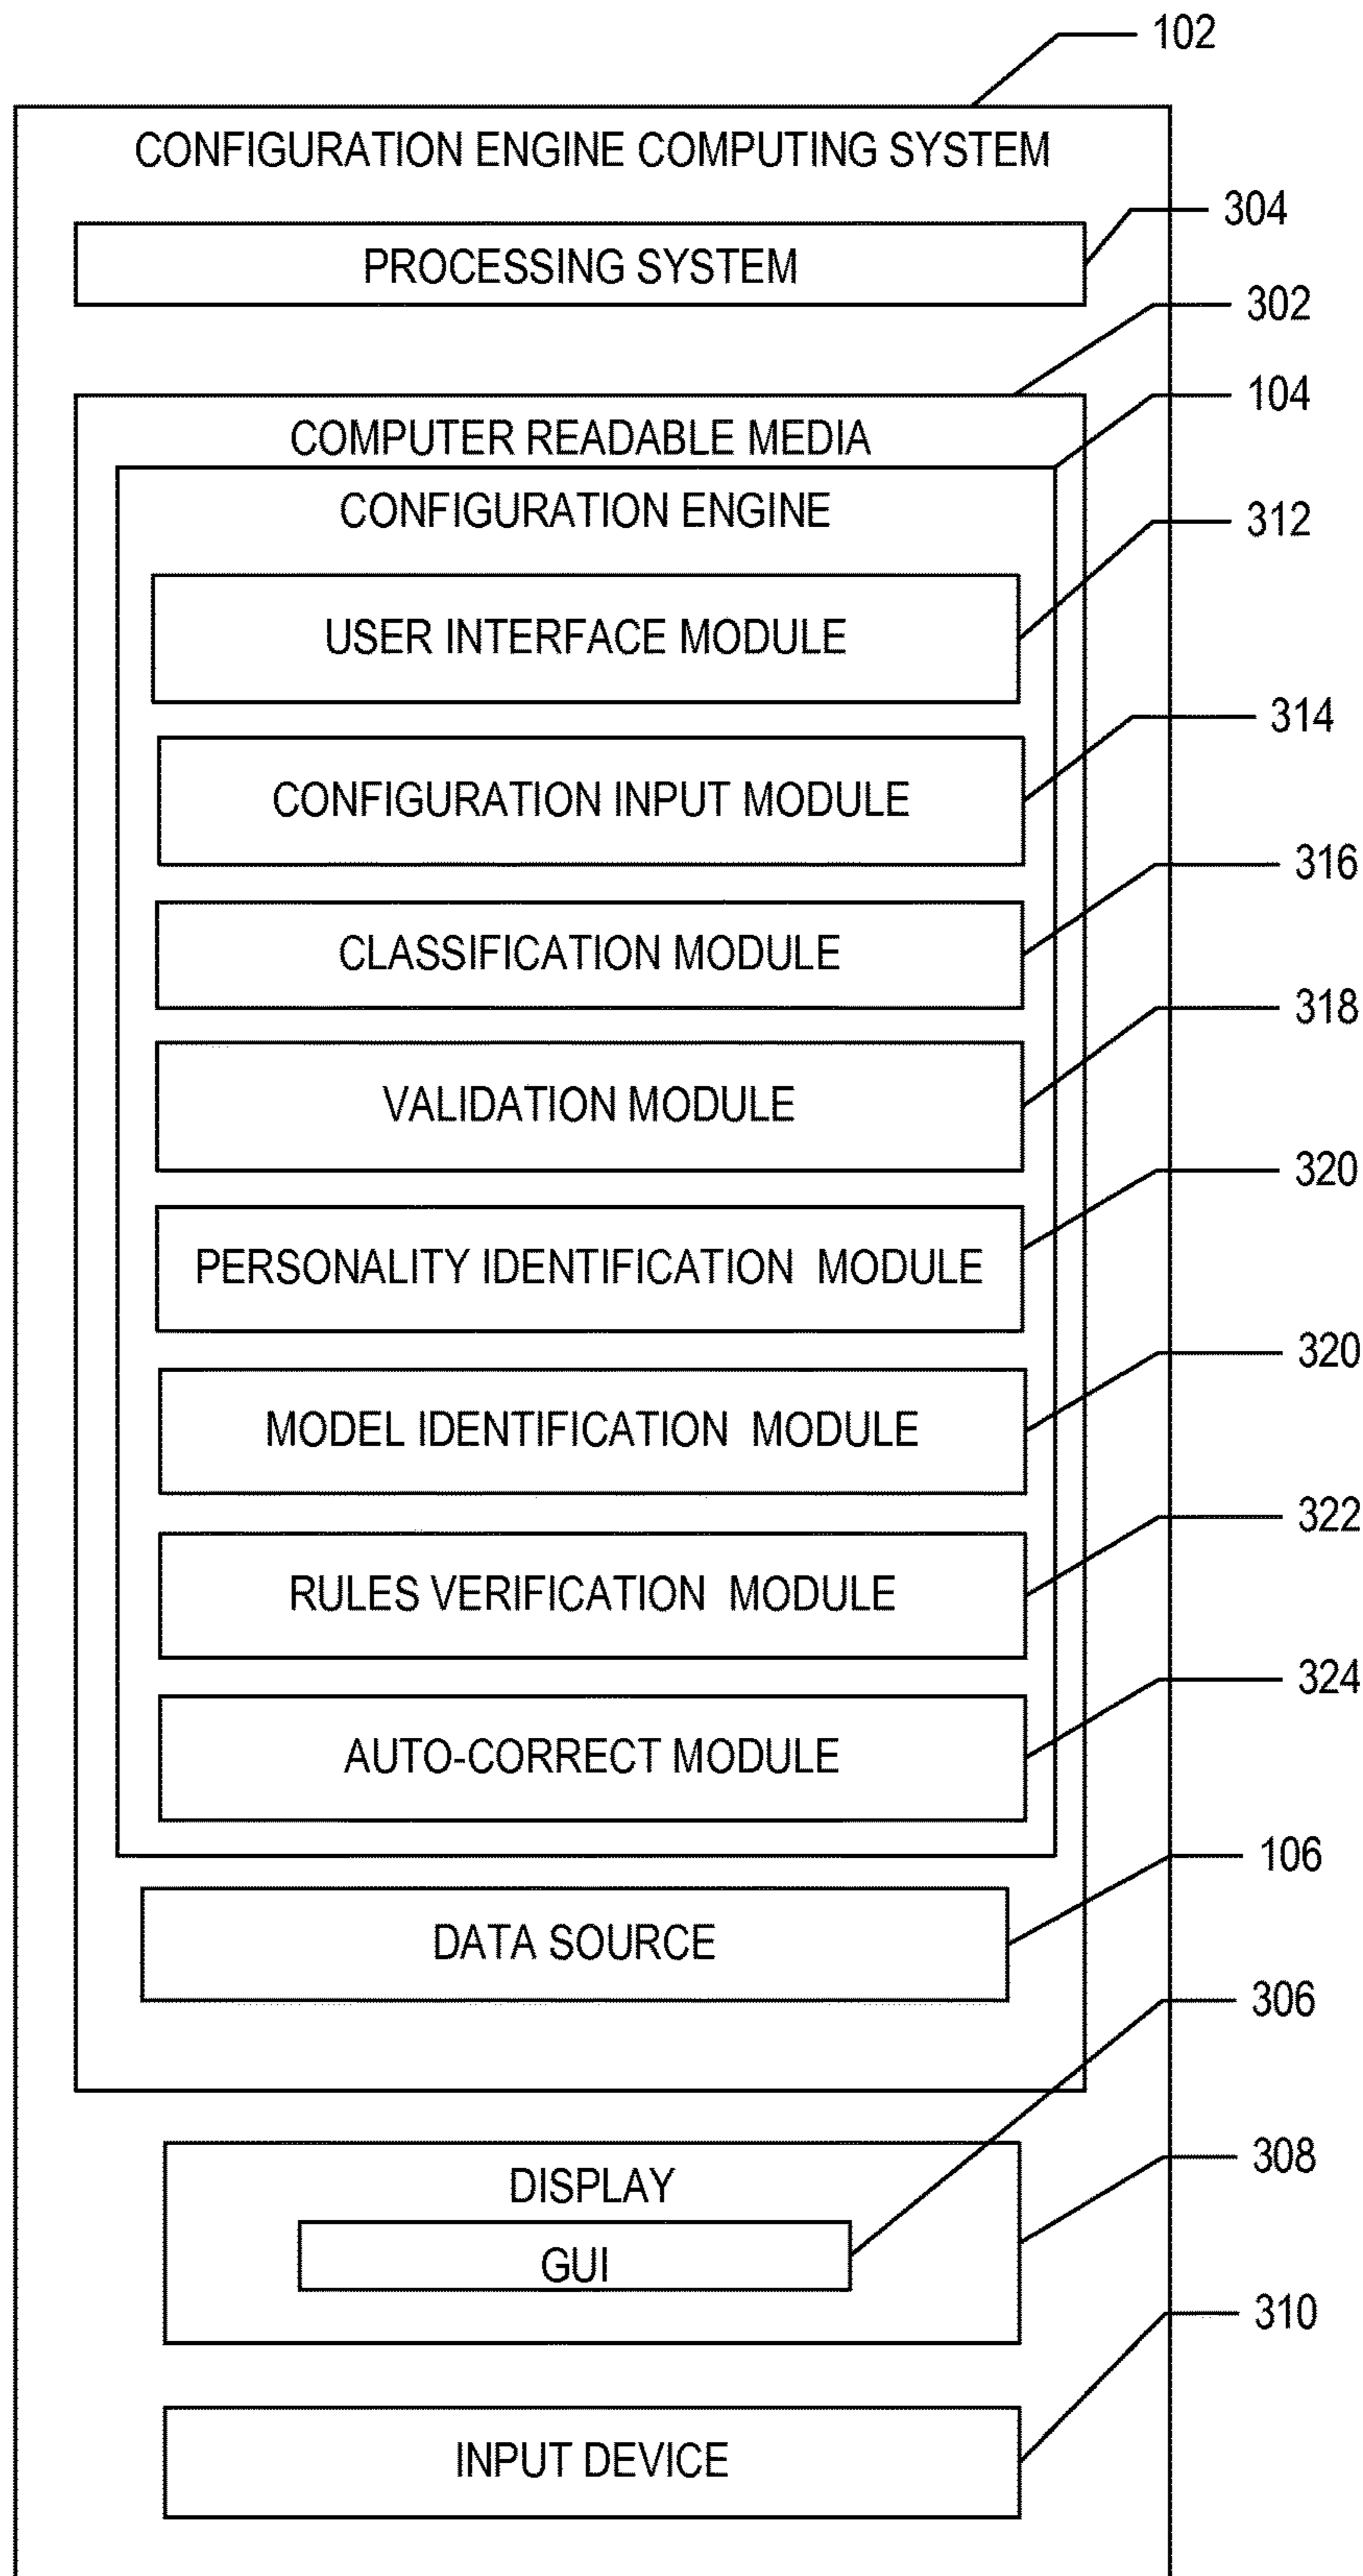 102
CONFIGURATION ENGINE COMPUTING SYSTEM
304
PROCESSING SYSTEM
302
104
COMPUTER READABLE MEDIA
CONFIGURATION ENGINE
312
USER INTERFACE MODULE
314
CONFIGURATION INPUT MODULE
316
CLASSIFICATION MODULE
318
VALIDATION MODULE
320
PERSONALITY IDENTIFICATION MODULE
320
MODEL IDENTIFICATION MODULE
322
RULES VERIFICATION MODULE
324
AUTO-CORRECT MODULE
106
DATA SOURCE
306
308
DISPLAY
GUI
310
INPUT DEVICE